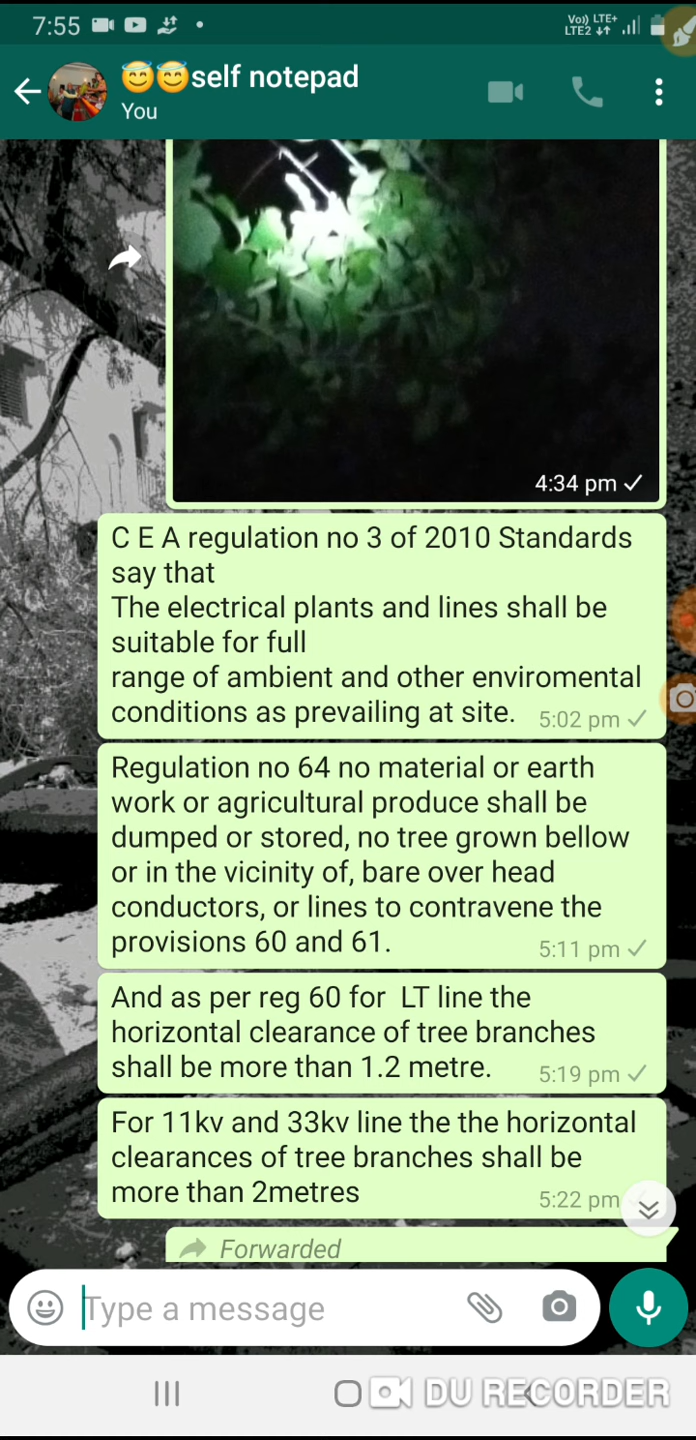 7:55
Vo)) LTE+
LTE2
😇😇self notepad
You
4:34 pm
C E A regulation no 3 of 2010 Standards
say that
The electrical plants and lines shall be
suitable for full
range of ambient and other enviromental
conditions as prevailing at site. 5:02 pm
Regulation no 64 no material or earth
work or agricultural produce shall be
dumped or stored, no tree grown bellow
or in the vicinity of, bare over head
conductors, or lines to contravene the
provisions 60 and 61. 5:11 pm
And as per reg 60 for LT line the
horizontal clearance of tree branches
shall be more than 1.2 metre. 5:19 pm
For 11kv and 33kv line the the horizontal
clearances of tree branches shall be
more than 2metres 5:22 pm
Forwarded
Type a message
DU RECORDER